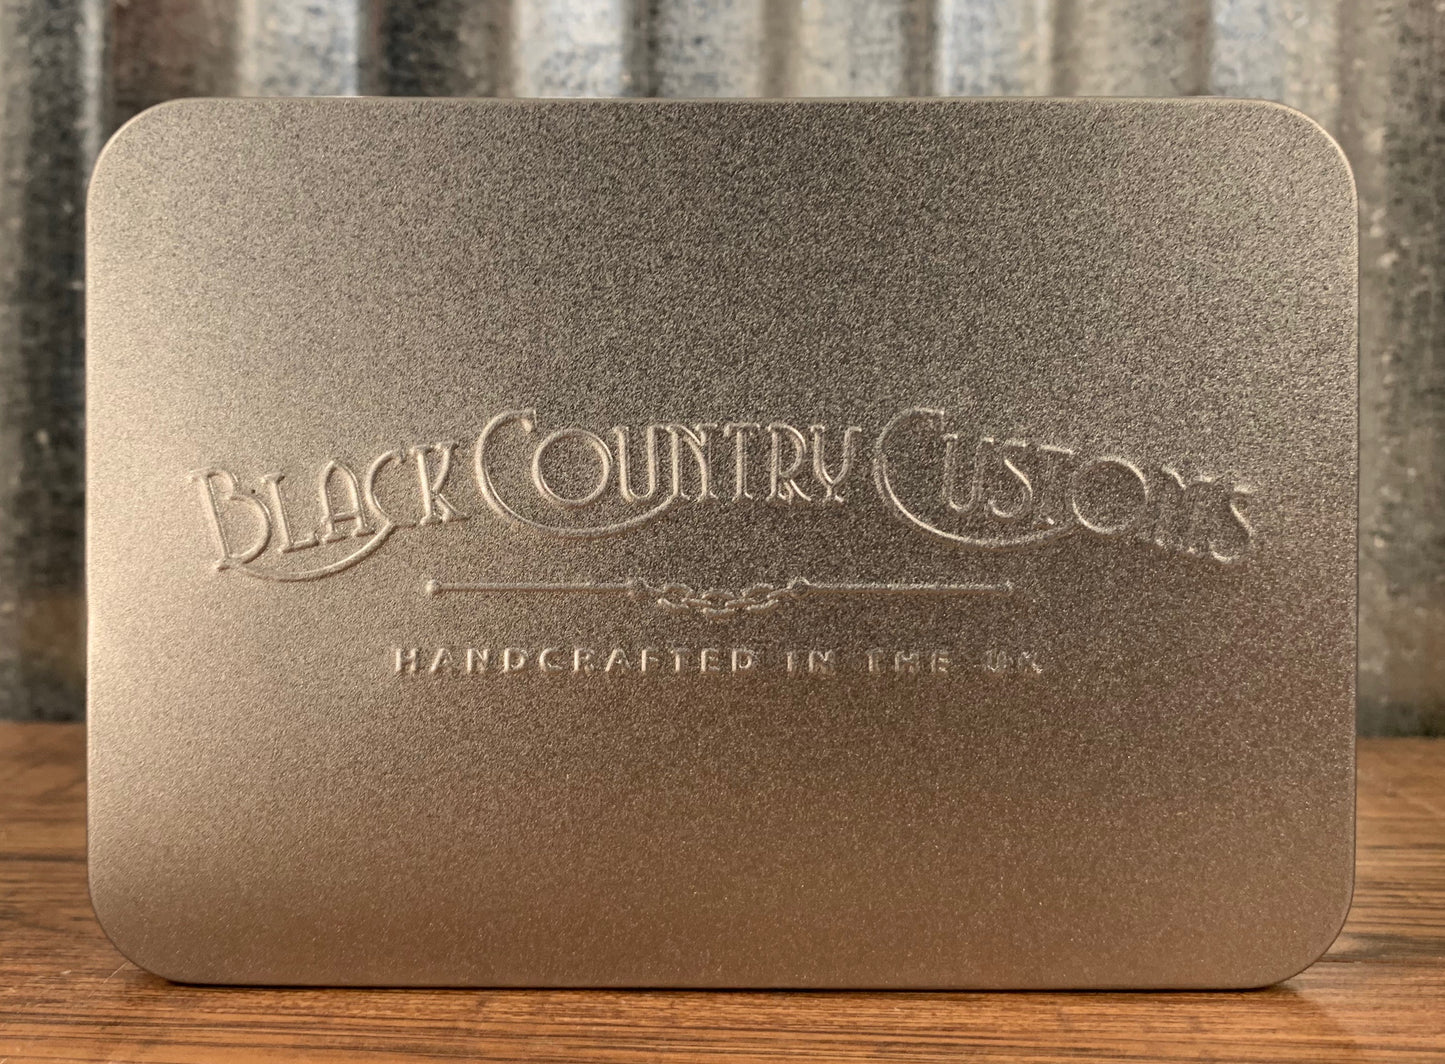 Black Country Customs
HANDCRAFTED IN THE UK